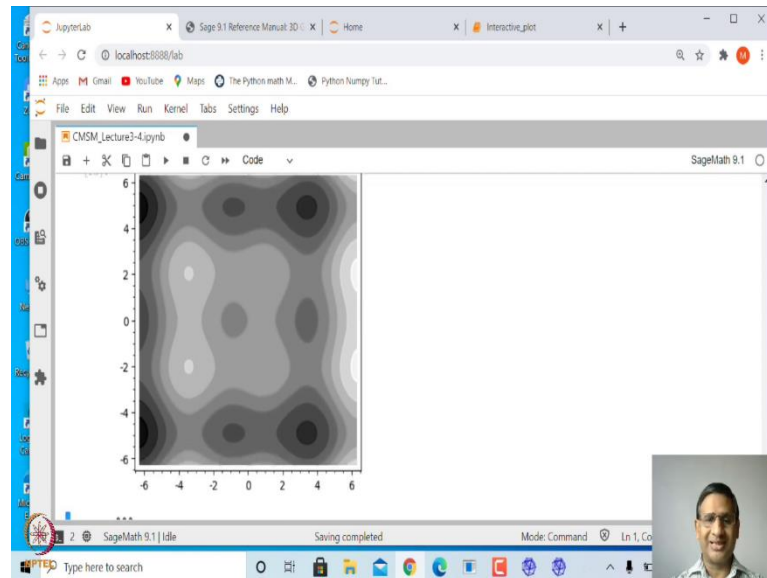 JupyterLab x Sage 9.1 Reference Manual: 3D G x Home x Interactive_plot x +
localhost:8888/lab
Apps Gmail YouTube Maps The Python math M... Python Numpy Tut...
File Edit View Run Kernel Tabs Settings Help
CMSM_Lecture3-4.ipynb
Code SageMath 9.1
6
4
2
0
-2
-4
-6
-6 -4 -2 0 2 4 6
2 SageMath 9.1 | Idle Saving completed Mode: Command Ln 1, Co
Type here to search